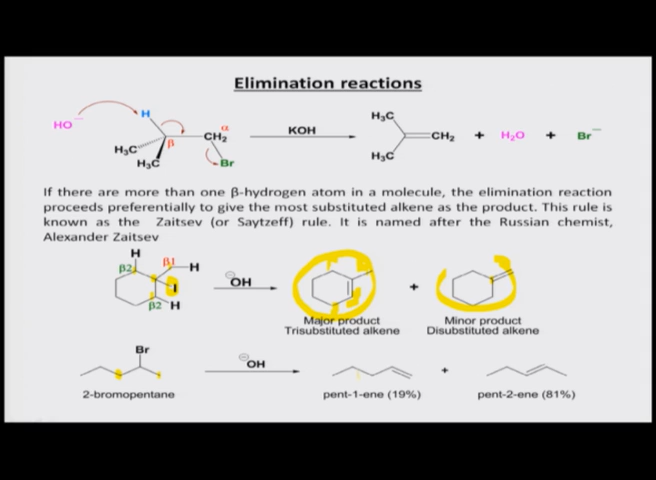 Elimination reactions
HO⁻ H α
CH₂ KOH H₃C CH₂ + H₂O + Br⁻
β
H₃C
H₃C Br H₃C
If there are more than one β-hydrogen atom in a molecule, the elimination reaction
proceeds preferentially to give the most substituted alkene as the product. This rule is
known as the Zaitsev (or Saytzeff) rule. It is named after the Russian chemist,
Alexander Zaitsev
H β1
β2 H
I ⊖OH +
β2 H
Major product Minor product
Trisubstituted alkene Disubstituted alkene
Br
⊖OH +
2-bromopentane pent-1-ene (19%) pent-2-ene (81%)